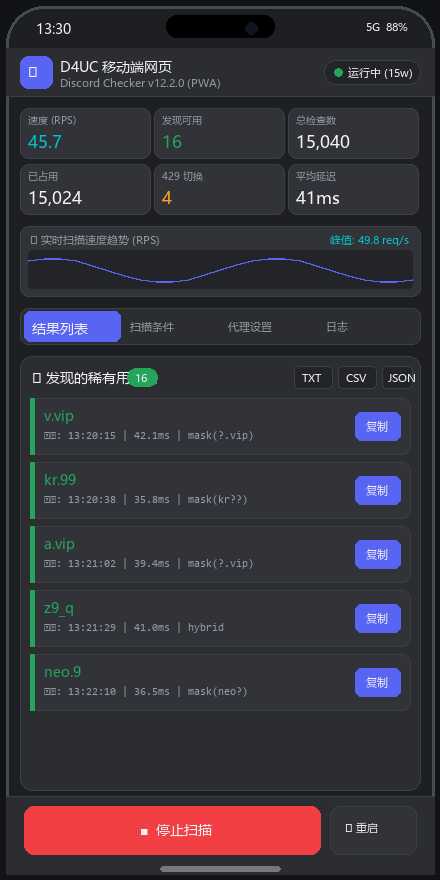 13:30
5G 88%
D4UC 移动端网页
Discord Checker v12.2.0 (PWA)
运行中 (15w)
速度 (RPS)
45.7
发现可用
16
总检查数
15,040
已占用
15,024
429 切换
4
平均延迟
41ms
实时扫描速度趋势 (RPS)
峰值: 49.8 req/s
结果列表
扫描条件
代理设置
日志
发现的稀有用
16
TXT
CSV
JSON
v.vip
: 13:20:15 | 42.1ms | mask(?.vip)
复制
kr.99
: 13:20:38 | 35.8ms | mask(kr??)
复制
a.vip
: 13:21:02 | 39.4ms | mask(?.vip)
复制
z9_q
: 13:21:29 | 41.0ms | hybrid
复制
neo.9
: 13:22:10 | 36.5ms | mask(neo?)
复制
■ 停止扫描
重启